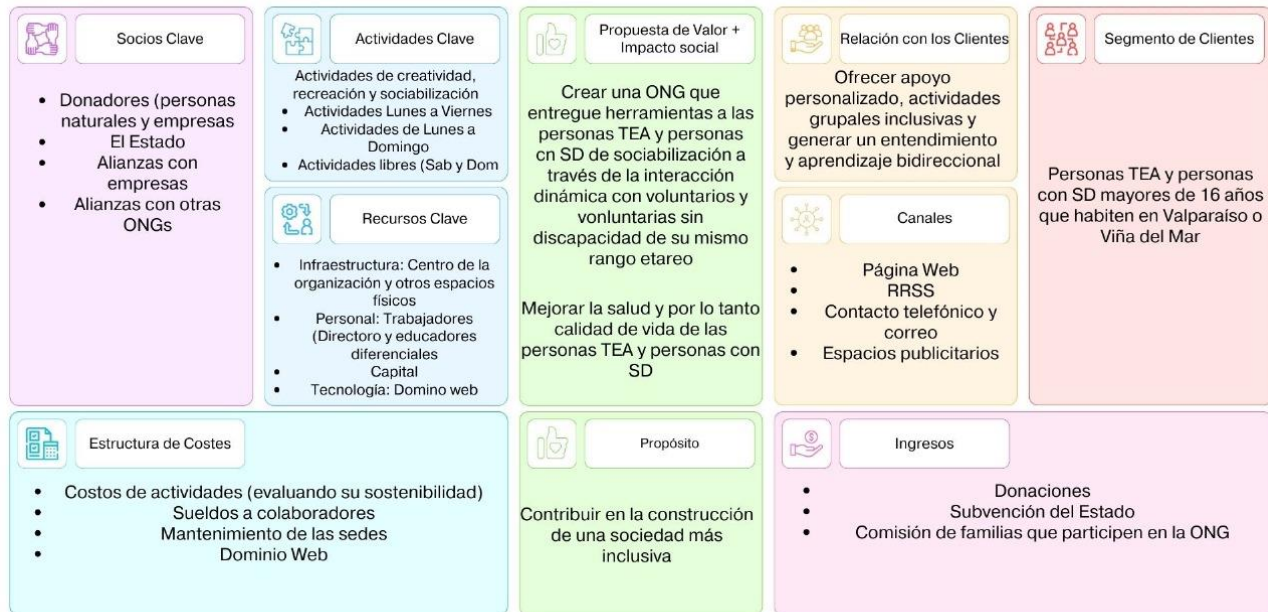 Socios Clave
Donadores (personas
naturales y empresas
El Estado
Alianzas con
empresas
Alianzas con otras
ONGs
Actividades Clave
Actividades de creatividad,
recreación y sociabilización
Actividades Lunes a Viernes
Actividades de Lunes a
Domingo
Actividades libres (Sab y Dom
Recursos Clave
Infraestructura: Centro de la
organización y otros espacios
físicos
Personal: Trabajadores
(Directoro y educadores
diferenciales
Capital
Tecnología: Domino web
Propuesta de Valor +
Impacto social
Crear una ONG que
entregue herramientas a las
personas TEA y personas
cn SD de sociabilización a
través de la interacción
dinámica con voluntarios y
vonluntarias sin
discapacidad de su mismo
rango etareo
Mejorar la salud y por lo tanto
calidad de vida de las
personas TEA y personas con
SD
Relación con los Clientes
Ofrecer apoyo
personalizado, actividades
grupales inclusivas y
generar un entendimiento
y aprendizaje bidireccional
Canales
Página Web
RRSS
Contacto telefónico y
correo
Espacios publicitarios
Segmento de Clientes
Personas TEA y personas
con SD mayores de 16 años
que habiten en Valparaíso o
Viña del Mar
Estructura de Costes
Costos de actividades (evaluando su sostenibilidad)
Sueldos a colaboradores
Mantenimiento de las sedes
Dominio Web
Propósito
Contribuir en la construcción
de una sociedad más
inclusiva
Ingresos
Donaciones
Subvención del Estado
Comisión de familias que participen en la ONG